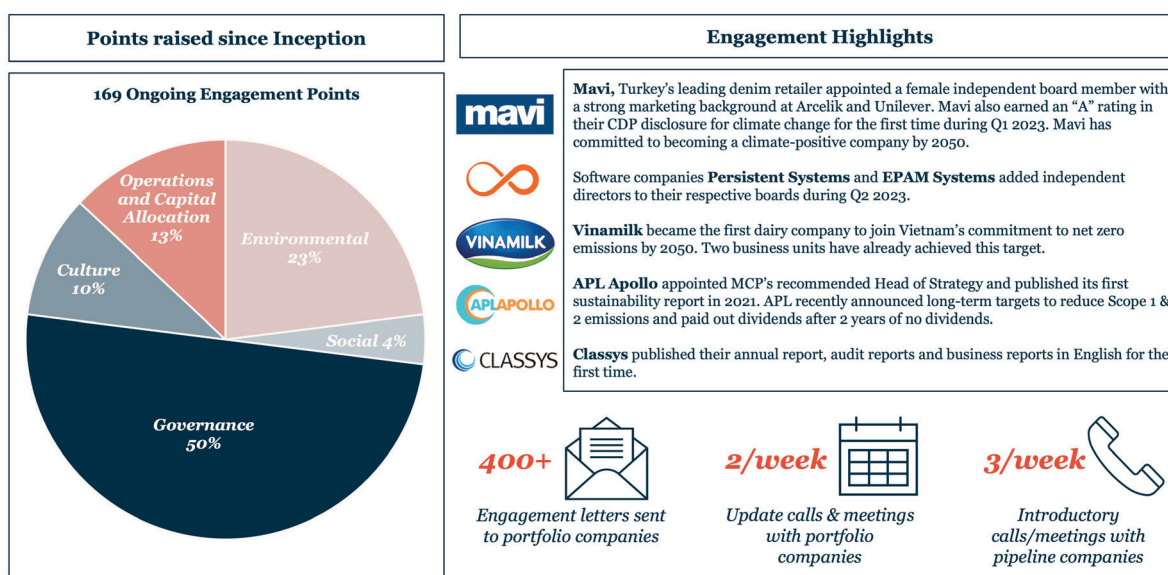 Points raised since Inception
169 Ongoing Engagement Points
Operations
and Capital
Allocation
13%
Environmental
23%
Culture
10%
Social 4%
Governance
50%
Engagement Highlights
mavi
Mavi, Turkey's leading denim retailer appointed a female independent board member with
a strong marketing background at Arcelik and Unilever. Mavi also earned an “A” rating in
their CDP disclosure for climate change for the first time during Q1 2023. Mavi has
committed to becoming a climate-positive company by 2050.
Software companies Persistent Systems and EPAM Systems added independent
directors to their respective boards during Q2 2023.
VINAMILK
Vinamilk became the first dairy company to join Vietnam's commitment to net zero
emissions by 2050. Two business units have already achieved this target.
APL APOLLO
APL Apollo appointed MCP's recommended Head of Strategy and published its first
sustainability report in 2021. APL recently announced long-term targets to reduce Scope 1 &
2 emissions and paid out dividends after 2 years of no dividends.
CLASSYS
Classys published their annual report, audit reports and business reports in English for the
first time.
400+
Engagement letters sent
to portfolio companies
2/week
Update calls & meetings
with portfolio
companies
3/week
Introductory
calls/meetings with
pipeline companies